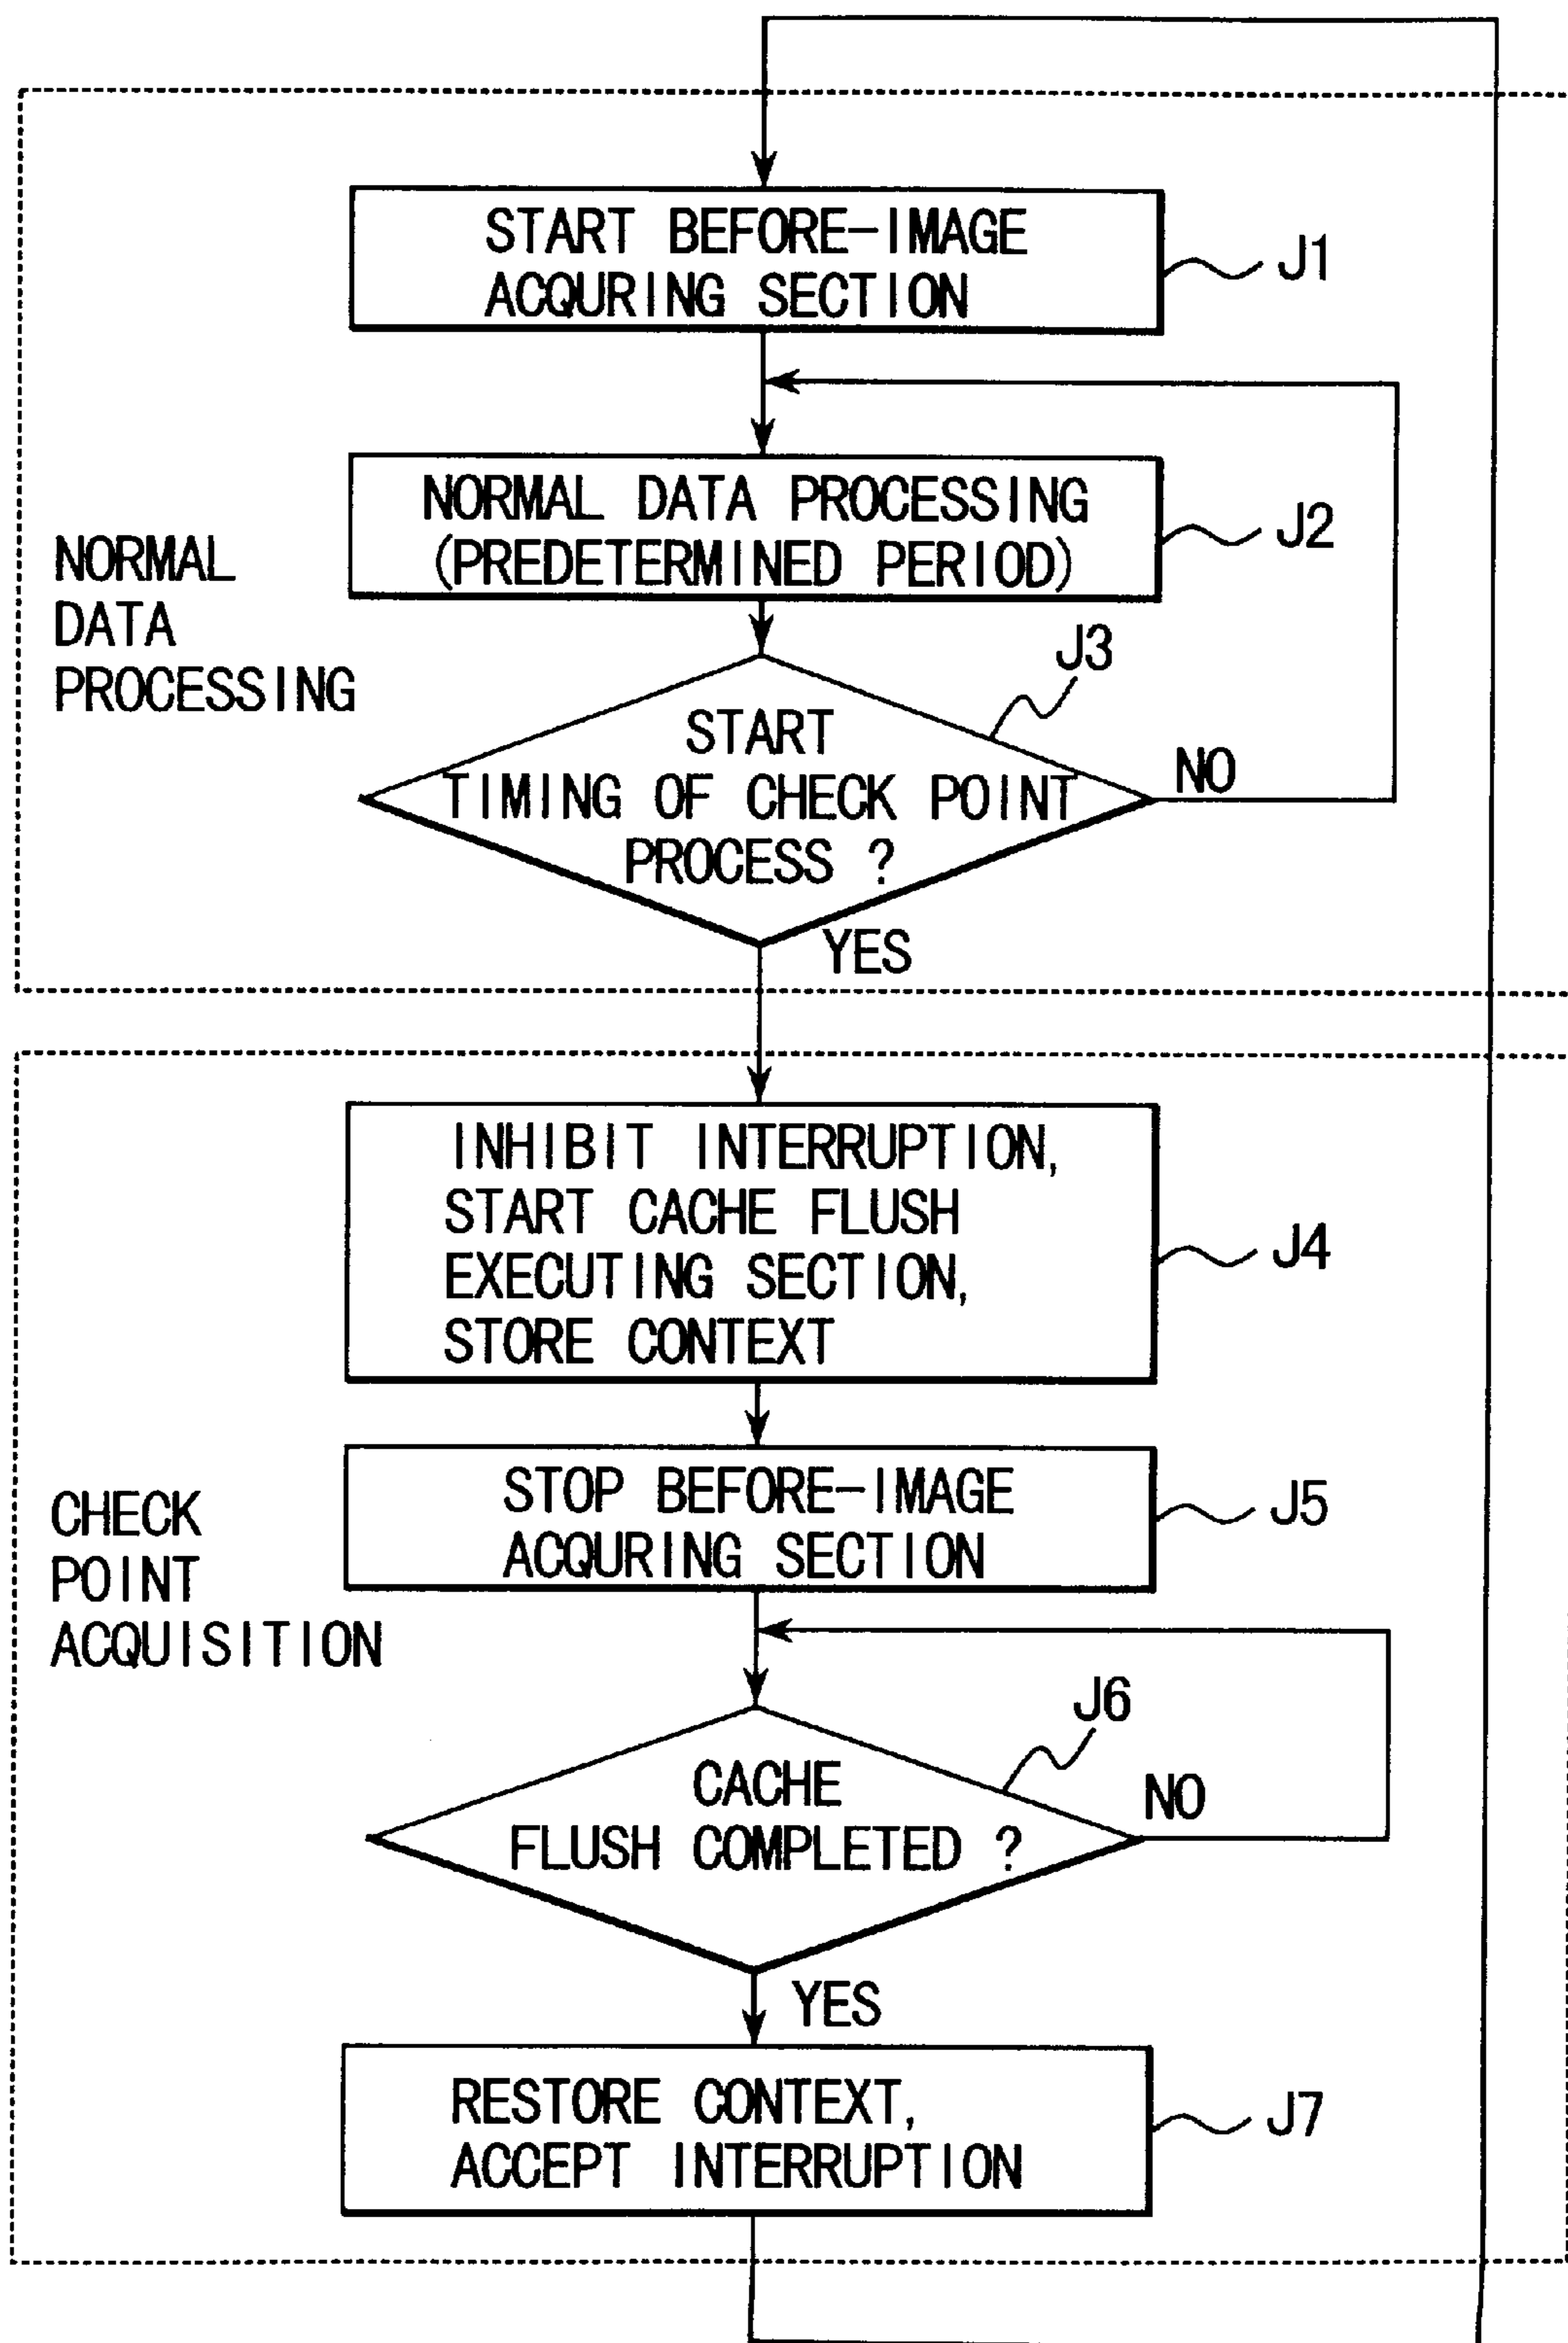 START BEFORE-IMAGE
ACQURING SECTION
J1
NORMAL DATA PROCESSING
(PREDETERMINED PERIOD)
J2
NORMAL
DATA
PROCESSING
J3
START
TIMING OF CHECK POINT
PROCESS ?
NO
YES
INHIBIT INTERRUPTION,
START CACHE FLUSH
EXECUTING SECTION,
STORE CONTEXT
J4
STOP BEFORE-IMAGE
ACQURING SECTION
J5
CHECK
POINT
ACQUISITION
J6
CACHE
FLUSH COMPLETED ?
NO
YES
RESTORE CONTEXT,
ACCEPT INTERRUPTION
J7